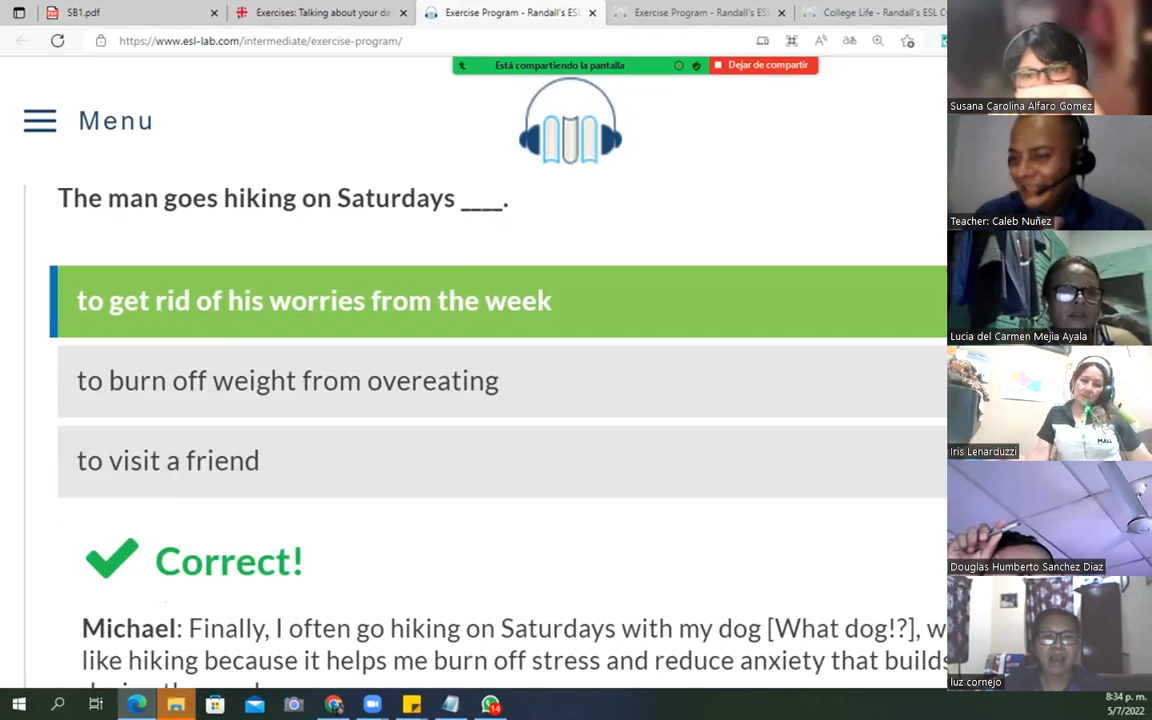 SB1.pdf
Exercises: Talking about your da
Exercise Program - Randall's ESL
Exercise Program - Randall's ESL
College Life - Randall's ESL Cy
https://www.esl-lab.com/intermediate/exercise-program/
Está compartiendo la pantalla
Dejar de compartir
Menu
The man goes hiking on Saturdays ____.
to get rid of his worries from the week
to burn off weight from overeating
to visit a friend
Correct!
Michael: Finally, I often go hiking on Saturdays with my dog [What dog!?], w
like hiking because it helps me burn off stress and reduce anxiety that builds
Susana Carolina Alfaro Gomez
Teacher: Caleb Nuñez
Lucia del Carmen Mejia Ayala
MALL
Iris Lenarduzzi
Douglas Humberto Sanchez Diaz
luz cornejo
14
8:34 p. m.
5/7/2022